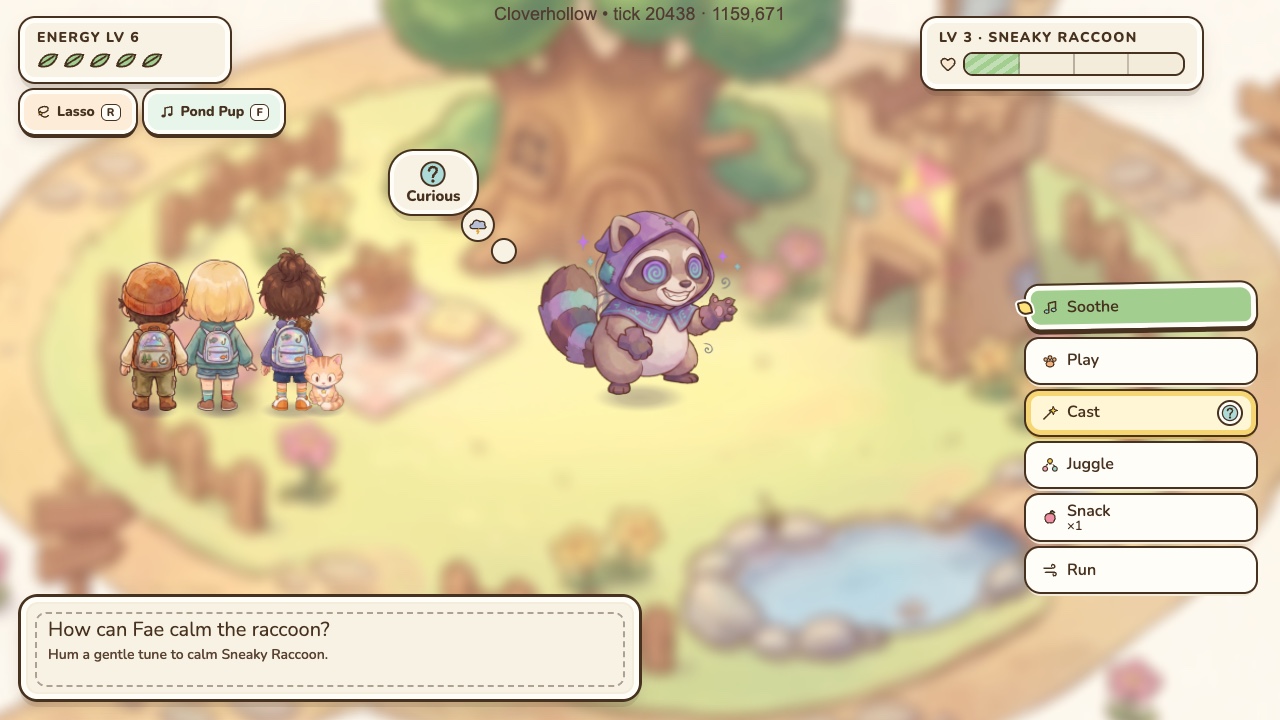 Cloverhollow • tick 20438 · 1159,671
ENERGY LV 6
LV 3 · SNEAKY RACCOON
Lasso R
Pond Pup F
?
Curious
Soothe
Play
Cast ?
Juggle
Snack
×1
Run
How can Fae calm the raccoon?
Hum a gentle tune to calm Sneaky Raccoon.